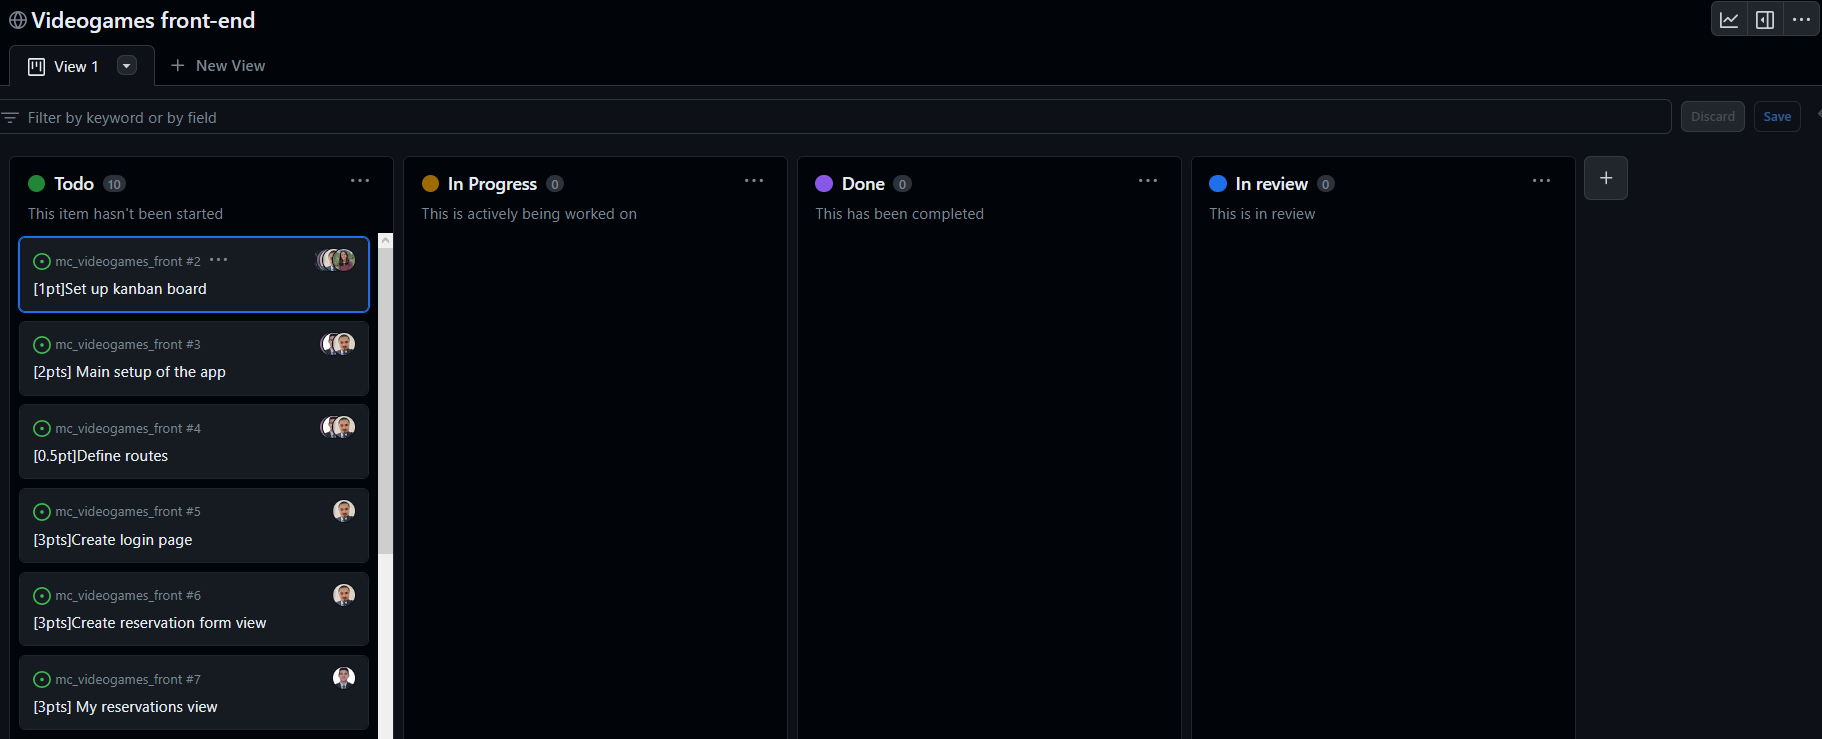 Videogames front-end
View 1
New View
Filter by keyword or by field
Discard
Save
Todo 10
This item hasn't been started
mc_videogames_front #2
[1pt]Set up kanban board
mc_videogames_front #3
[2pts] Main setup of the app
mc_videogames_front #4
[0.5pt]Define routes
mc_videogames_front #5
[3pts]Create login page
mc_videogames_front #6
[3pts]Create reservation form view
mc_videogames_front #7
[3pts] My reservations view
In Progress 0
This is actively being worked on
Done 0
This has been completed
In review 0
This is in review